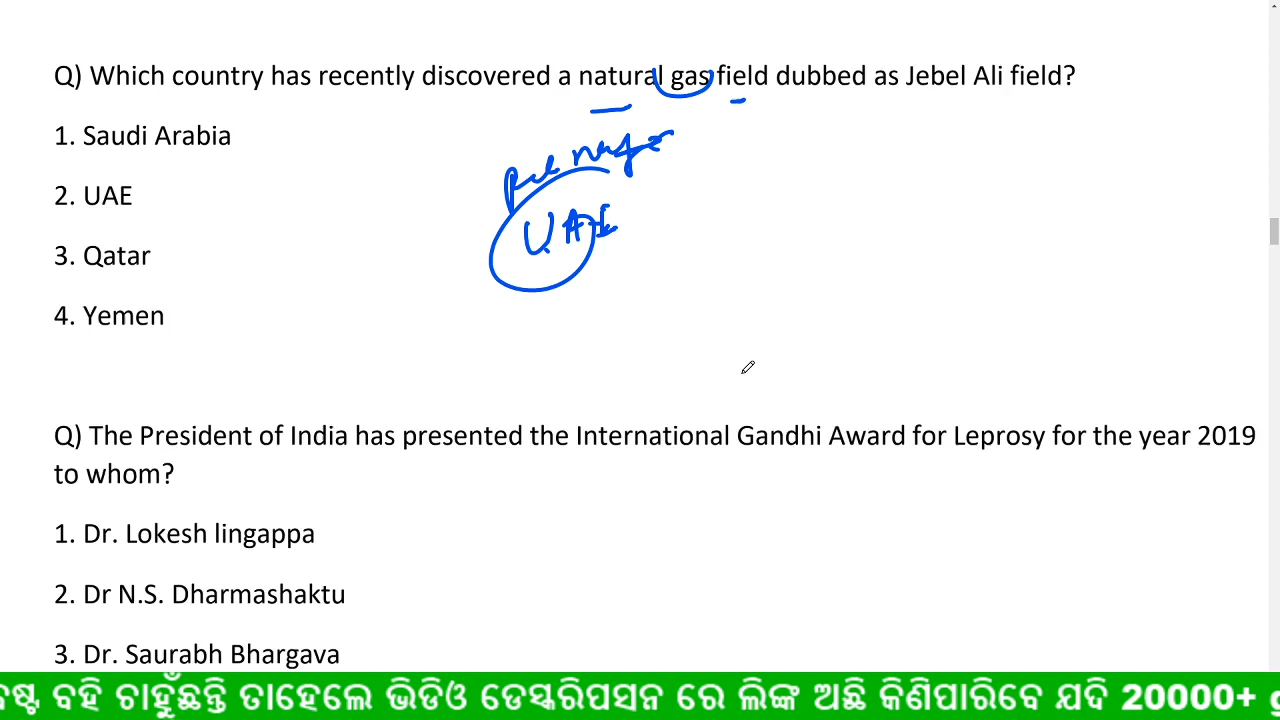 Q) Which country has recently discovered a natural gas field dubbed as Jebel Ali field?
1. Saudi Arabia
UAE
2. UAE
3. Qatar
4. Yemen
Q) The President of India has presented the International Gandhi Award for Leprosy for the year 2019
to whom?
1. Dr. Lokesh lingappa
2. Dr N.S. Dharmashaktu
3. Dr. Saurabh Bhargava
ବହି ଚାହୁଁଛନ୍ତି ତାହେଲେ ଭିଡିଓ ଡେସ୍କରିପସନ ରେ ଲିଙ୍କ ଅଛି କିଣିପାରିବେ ଯଦି 20000+